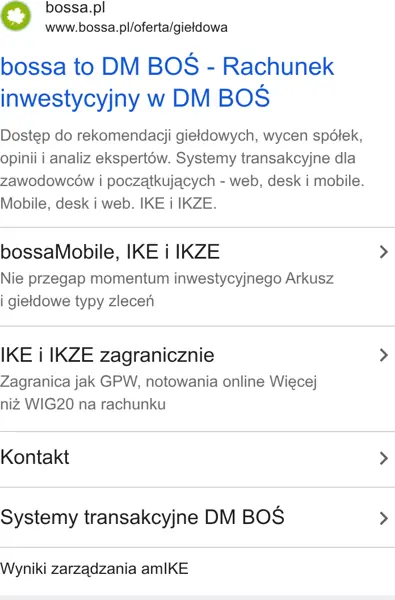 bossa.pl
www.bossa.pl/oferta/giełdowa
bossa to DM BOŚ - Rachunek
inwestycyjny w DM BOŚ
Dostęp do rekomendacji giełdowych, wycen spółek,
opinii i analiz ekspertów. Systemy transakcyjne dla
zawodowców i początkujących - web, desk i mobile.
Mobile, desk i web. IKE i IKZE.
bossaMobile, IKE i IKZE
Nie przegap momentum inwestycyjnego Arkusz
i giełdowe typy zleceń
IKE i IKZE zagranicznie
Zagranica jak GPW, notowania online Więcej
niż WIG20 na rachunku
Kontakt
Systemy transakcyjne DM BOŚ
Wyniki zarządzania amIKE